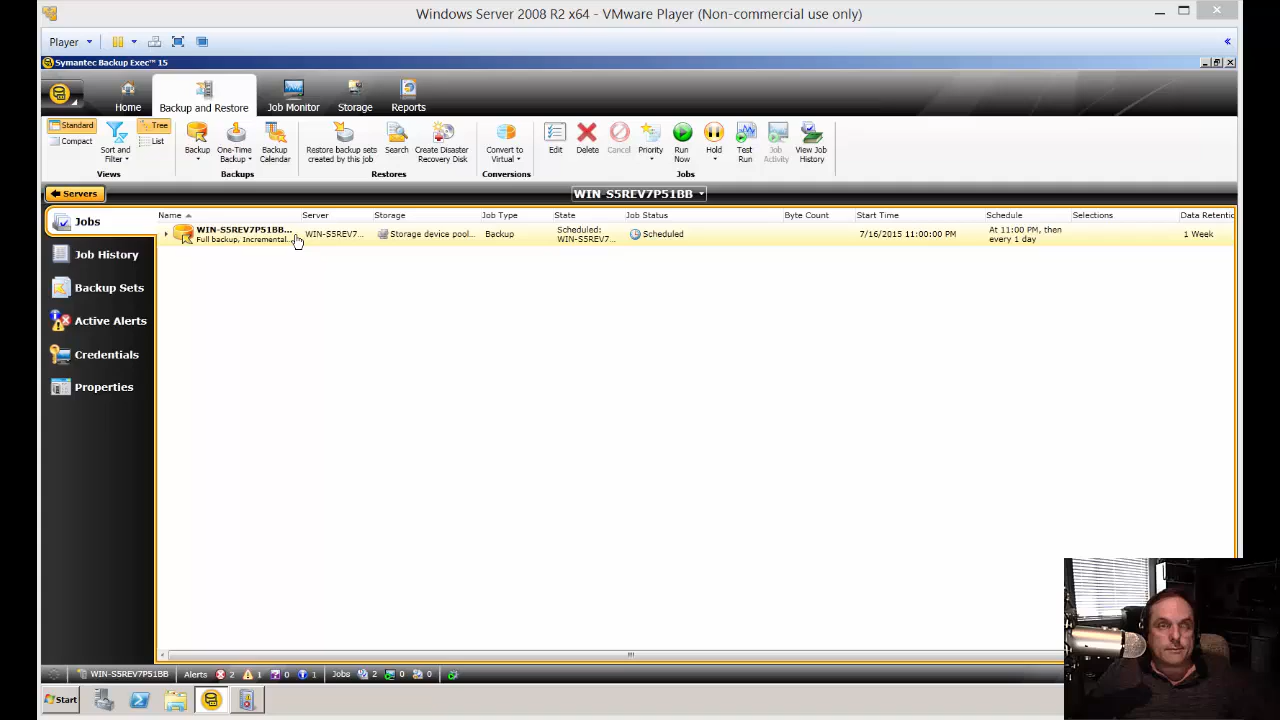 Windows Server 2008 R2 x64 - VMware Player (Non-commercial use only)
Player
Symantec Backup Exec™ 15
Home
Backup and Restore
Job Monitor
Storage
Reports
Standard
Compact
Sort and Filter
Tree
List
Views
Backup
One-Time Backup
Backup Calendar
Backups
Restore backup sets created by this job
Search
Create Disaster Recovery Disk
Restores
Convert to Virtual
Conversions
Edit
Delete
Cancel
Priority
Run Now
Hold
Test Run
Job Activity
View Job History
Jobs
Servers
WIN-S5REV7P51BB
Jobs
Job History
Backup Sets
Active Alerts
Credentials
Properties
Name Server Storage Job Type State Job Status Byte Count Start Time Schedule Selections Data Retentic
WIN-S5REV7P51BB...
Full backup, Incremental...
WIN-S5REV7...
Storage device pool...
Backup
Scheduled:
WIN-S5REV7...
Scheduled
7/16/2015 11:00:00 PM
At 11:00 PM, then
every 1 day
1 Week
WIN-S5REV7P51BB Alerts 2 1 0 1 Jobs 2 0 0
Start